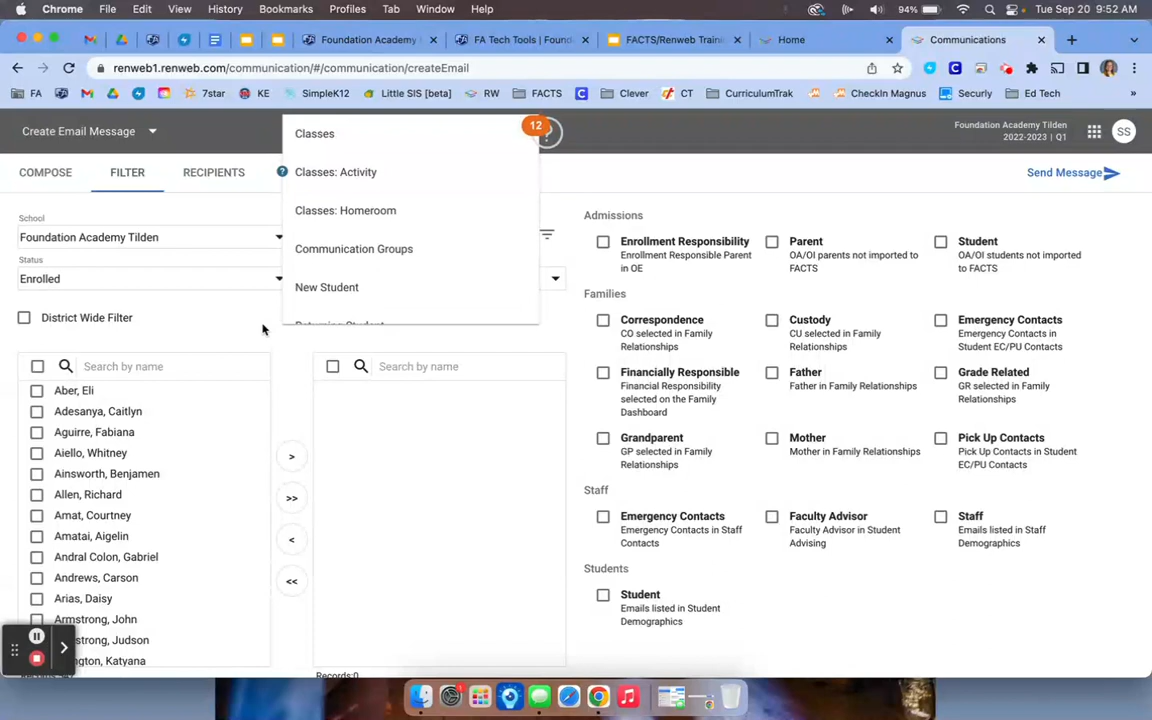 Chrome File Edit View History Bookmarks Profiles Tab Window Help 94% Tue Sep 20 9:52 AM
Foundation Academy FA Tech Tools | Found FACTS/Renweb Traini Home Communications
renweb1.renweb.com/communication/#/communication/createEmail
FA 7star KE SimpleK12 Little SIS [beta] RW FACTS Clever CT CurriculumTrak CheckIn Magnus Securly Ed Tech »
Create Email Message
Classes
12
?
Foundation Academy Tilden
2022-2023 | Q1
SS
COMPOSE FILTER RECIPIENTS
? Classes: Activity
Send Message
Classes: Homeroom
Communication Groups
New Student
Returning Student
School
Foundation Academy Tilden
Status
Enrolled
District Wide Filter
Search by name
Aber, Eli
Adesanya, Caitlyn
Aguirre, Fabiana
Aiello, Whitney
Ainsworth, Benjamen
Allen, Richard
Amat, Courtney
Amatai, Aigelin
Andral Colon, Gabriel
Andrews, Carson
Arias, Daisy
Armstrong, John
strong, Judson
ngton, Katyana
>
>>
<
<<
Search by name
Records:0
Admissions
Enrollment Responsibility
Enrollment Responsible Parent
in OE
Parent
OA/OI parents not imported to
FACTS
Student
OA/OI students not imported
to FACTS
Families
Correspondence
CO selected in Family
Relationships
Custody
CU selected in Family
Relationships
Emergency Contacts
Emergency Contacts in
Student EC/PU Contacts
Financially Responsible
Financial Responsibility
selected on the Family
Dashboard
Father
Father in Family Relationships
Grade Related
GR selected in Family
Relationships
Grandparent
GP selected in Family
Relationships
Mother
Mother in Family Relationships
Pick Up Contacts
Pick Up Contacts in Student
EC/PU Contacts
Staff
Emergency Contacts
Emergency Contacts in Staff
Contacts
Faculty Advisor
Faculty Advisor in Student
Advising
Staff
Emails listed in Staff
Demographics
Students
Student
Emails listed in Student
Demographics